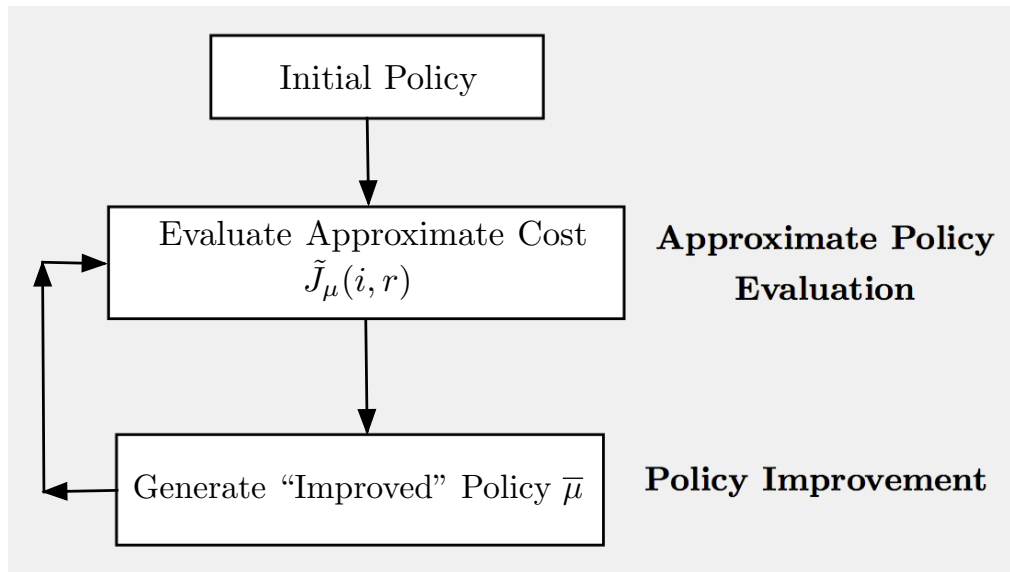 Initial Policy
Evaluate Approximate Cost
J̃μ(i, r)
Approximate Policy
Evaluation
Generate “Improved” Policy μ̅
Policy Improvement